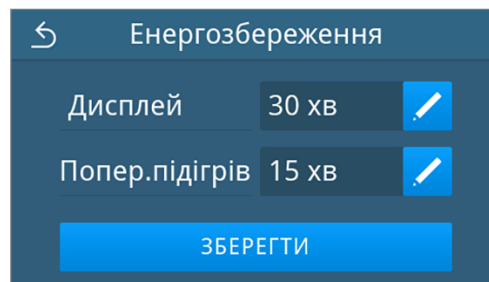 Енергозбереження
Дисплей 30 хв
Попер.підігрів 15 хв
ЗБЕРЕГТИ